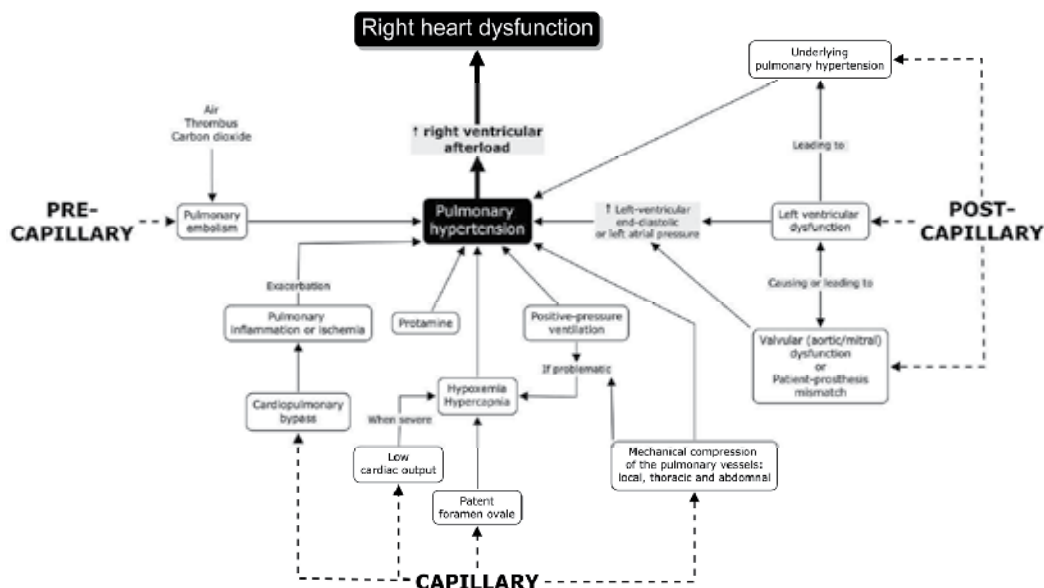 Right heart dysfunction
Underlying
pulmonary hypertension
Air
Thrombus
Carbon dioxide
↑ right ventricular
afterload
Leading to
PRE-
CAPILLARY
Pulmonary
embolism
Pulmonary
hypertension
↑ Left-ventricular
end-diastolic
or left atrial pressure
Left ventricular
dysfunction
POST-
CAPILLARY
Exacerbation
Causing or leading to
Pulmonary
inflammation or ischemia
Protamine
Positive-pressure
ventilation
Valvular (aortic/mitral)
dysfunction
or
Patient-prosthesis
mismatch
If problematic
Hypoxemia
Hypercapnia
Cardiopulmonary
bypass
When severe
Low
cardiac output
Mechanical compression
of the pulmonary vessels:
local, thoracic and abdomnal
Patent
foramen ovale
CAPILLARY